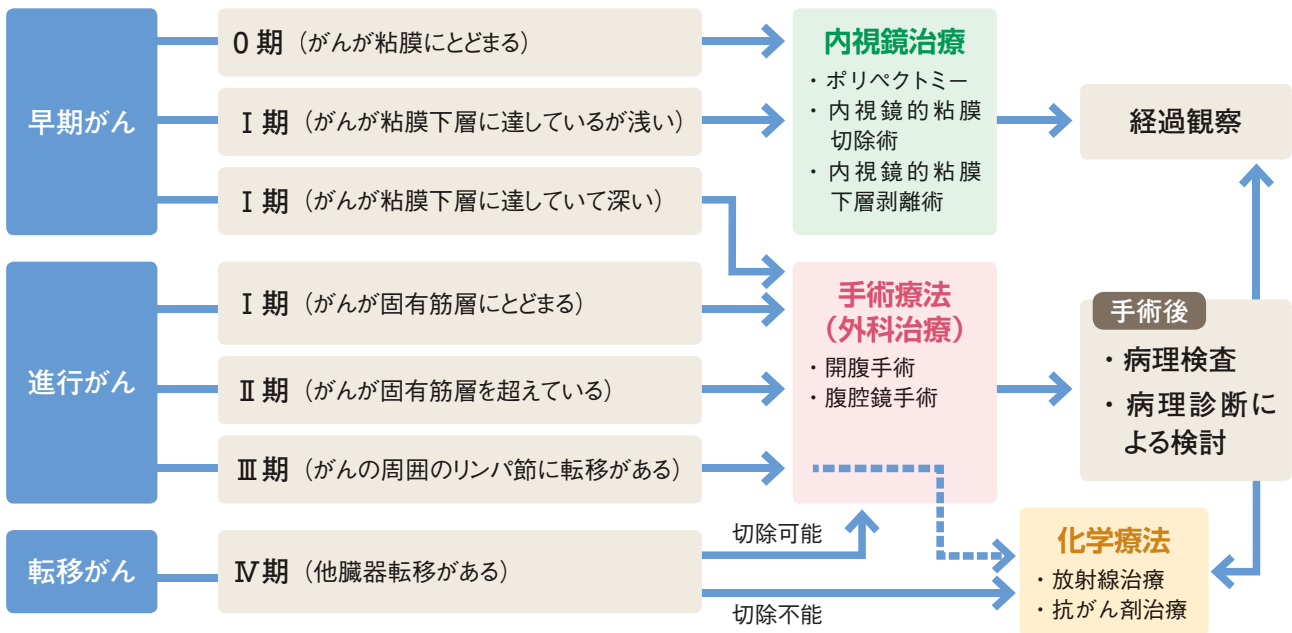 早期がん
0期（がんが粘膜にとどまる）
Ⅰ期（がんが粘膜下層に達しているが浅い）
Ⅰ期（がんが粘膜下層に達していて深い）
進行がん
Ⅰ期（がんが固有筋層にとどまる）
Ⅱ期（がんが固有筋層を超えている）
Ⅲ期（がんの周囲のリンパ節に転移がある）
転移がん
Ⅳ期（他臓器転移がある）
切除可能
切除不能
内視鏡治療
・ポリペクトミー
・内視鏡的粘膜
切除術
・内視鏡的粘膜
下層剥離術
手術療法
（外科治療）
・開腹手術
・腹腔鏡手術
経過観察
手術後
・病理検査
・病理診断に
よる検討
化学療法
・放射線治療
・抗がん剤治療